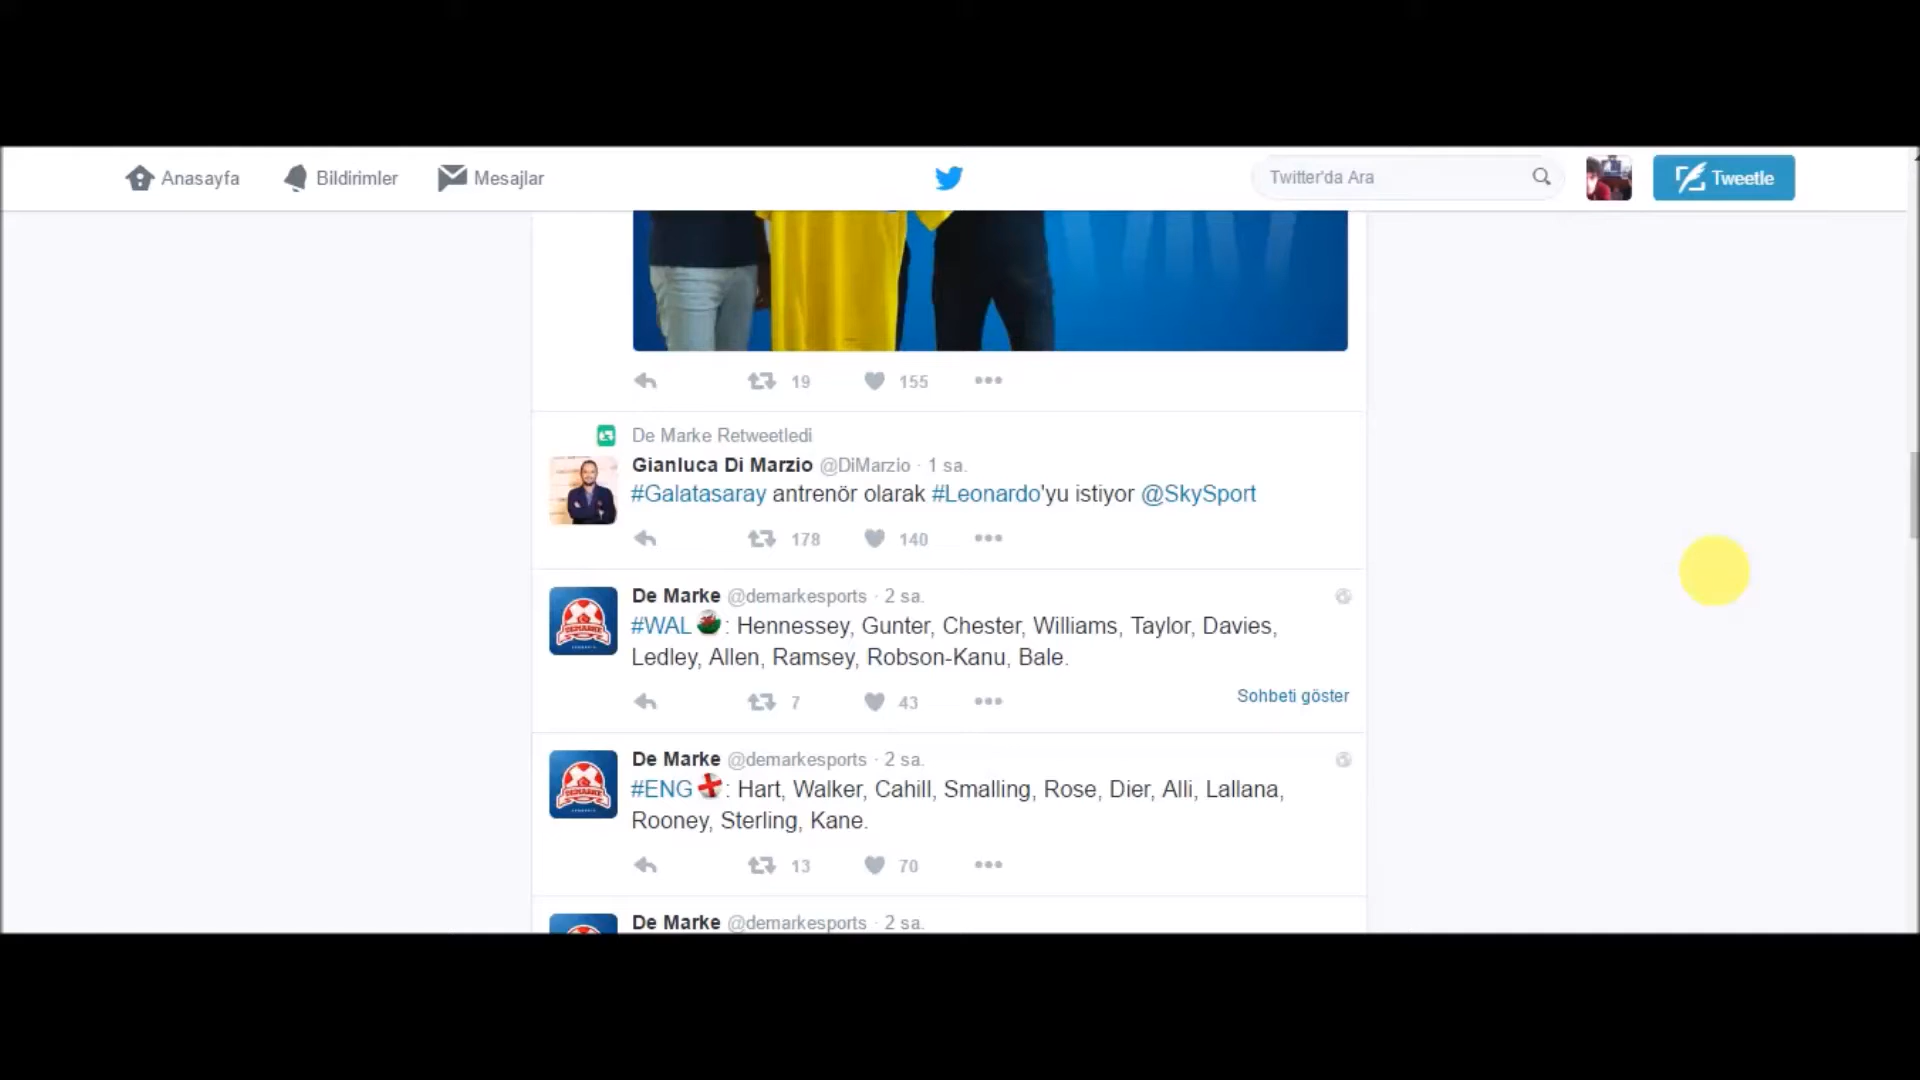 Anasayfa
Bildirimler
Mesajlar
Twitter'da Ara
Tweetle
19
155
De Marke Retweetledi
Gianluca Di Marzio @DiMarzio · 1 sa.
#Galatasaray antrenör olarak #Leonardo'yu istiyor @SkySport
178
140
De Marke @demarkesports · 2 sa.
#WAL : Hennessey, Gunter, Chester, Williams, Taylor, Davies,
Ledley, Allen, Ramsey, Robson-Kanu, Bale.
7
43
Sohbeti göster
De Marke @demarkesports · 2 sa.
#ENG : Hart, Walker, Cahill, Smalling, Rose, Dier, Alli, Lallana,
Rooney, Sterling, Kane.
13
70
De Marke @demarkesports · 2 sa.